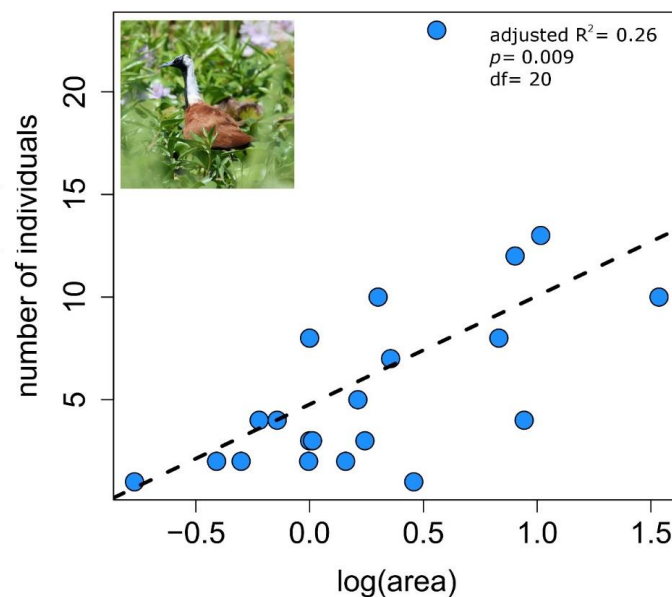 adjusted R²= 0.26
p= 0.009
df= 20
number of individuals
20
15
10
5
−0.5
0.0
0.5
1.0
1.5
log(area)